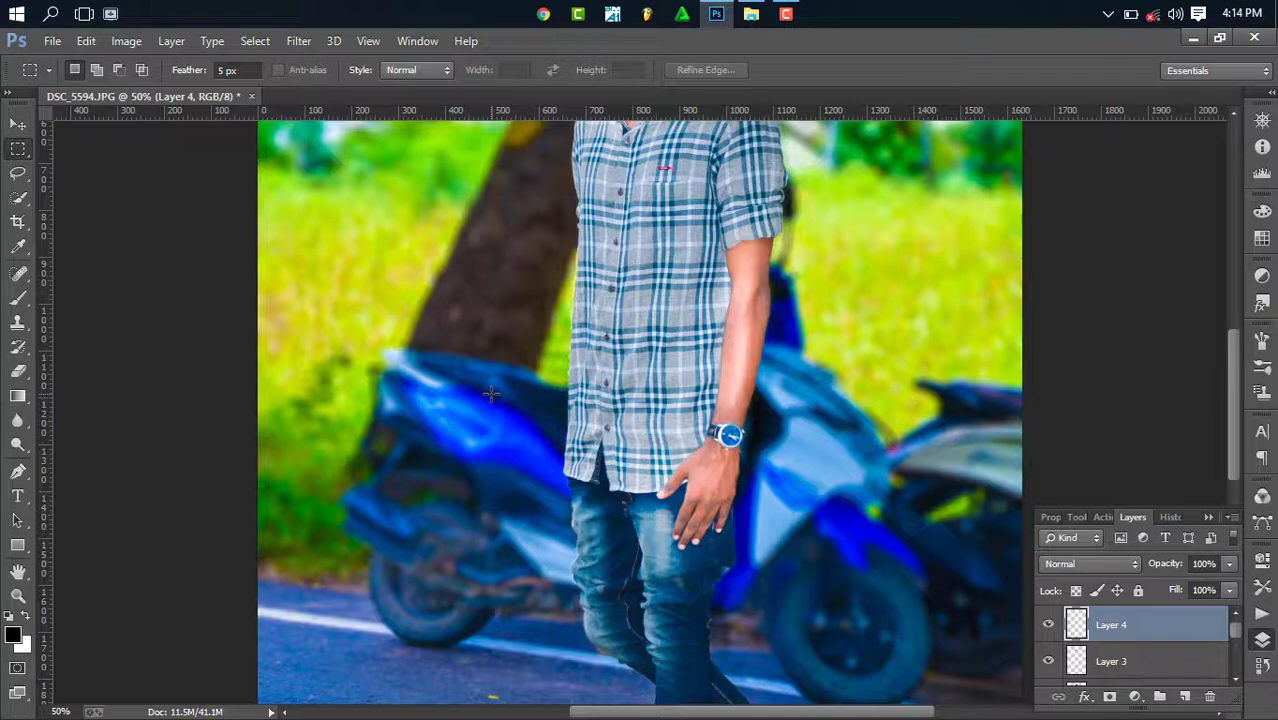 4:14 PM
Ps File Edit Image Layer Type Select Filter 3D View Window Help
Feather: 5 px Anti-alias Style: Normal Width: Height: Refine Edge... Essentials
DSC_5594.JPG @ 50% (Layer 4, RGB/8) * ×
400 300 200 100 0 100 200 300 400 500 600 700 800 900 1000 1100 1200 1300 1400 1500 1600 1700 1800 1900 2000
Layers
Kind
Normal Opacity: 100%
Lock: Fill: 100%
Layer 4
Layer 3
50% Doc: 11.5M/41.1M